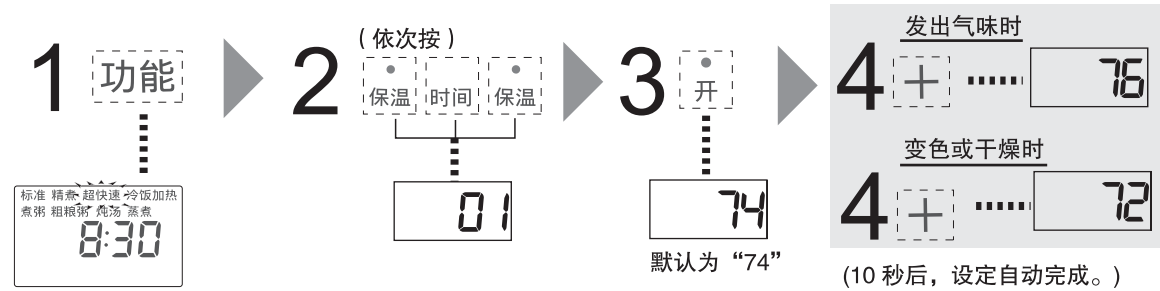 1 功能
标准 精煮 超快速 冷饭加热
煮粥 粗粮粥 炖汤 蒸煮
8:30
2 (依次按)
保温 时间 保温
01
3 开
74
默认为“74”
发出气味时
4 + 76
变色或干燥时
4 + 72
(10 秒后，设定自动完成。)